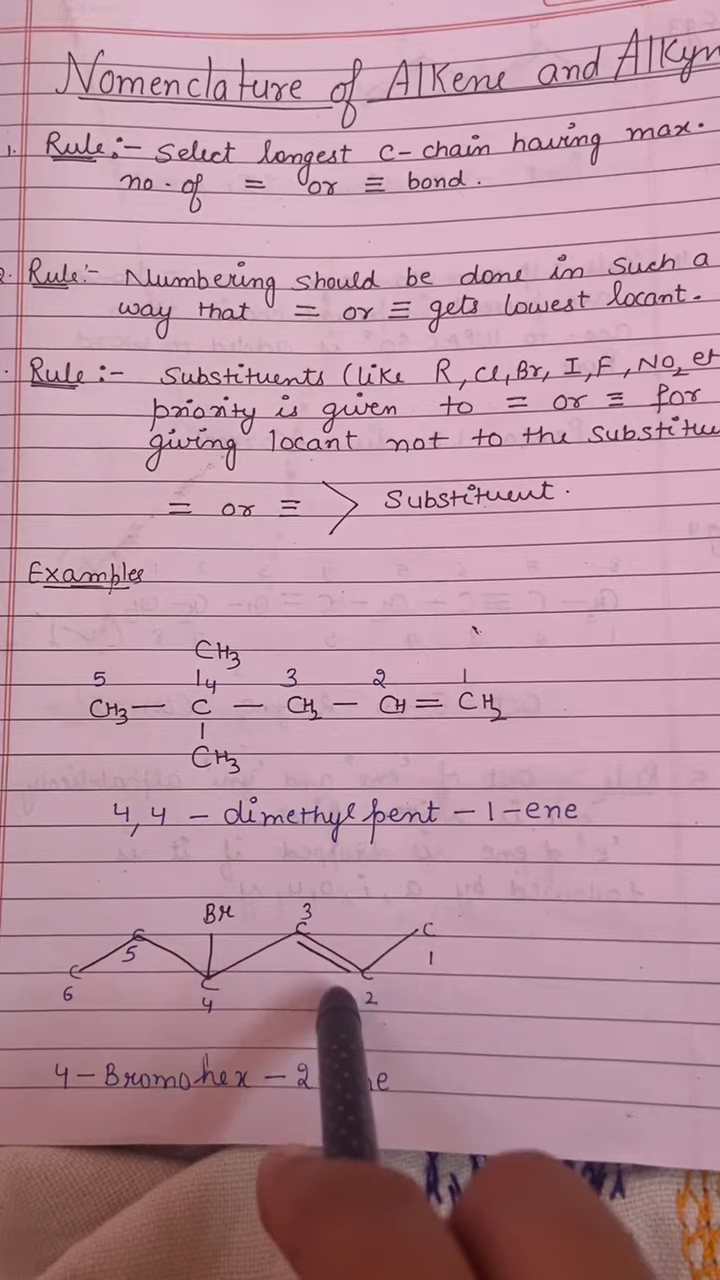 Nomenclature of Alkene and Alkyn
1. Rule:- Select longest C-chain having max.
no. of = or ≡ bond.
2. Rule:- Numbering should be done in such a
way that = or ≡ gets lowest locant.
Rule:- Substituents (like R, Cl, Br, I, F, NO2 et
priority is given to = or ≡ for
giving locant not to the substitue
= or ≡ > Substituent.
Examples
CH3
5 4 3 2 1
CH3 — C — CH2 — CH = CH2
CH3
4,4 - dimethyl pent - 1 - ene
Br 3
C C C
5 1
C C C
6 4 2
4 - Bromohex - 2 ne